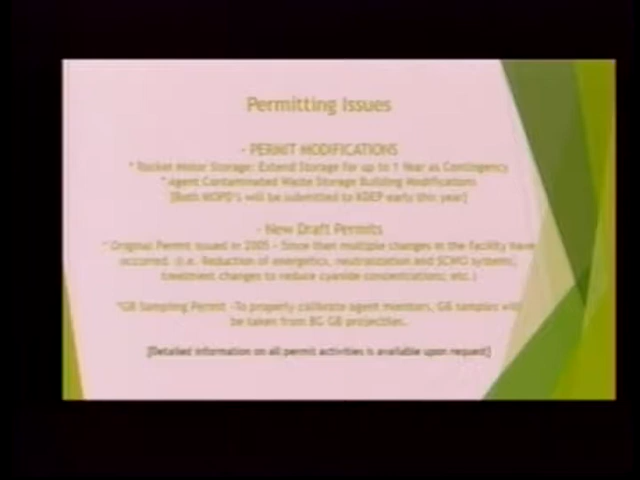 Permitting Issues
- PERMIT MODIFICATIONS
* Rocket Motor Storage: Extend Storage for up to 1 Year as Contingency
* Agent Contaminated Waste Storage Building Modifications
[Both MOPD'S will be submitted to KDEP early this year]
- New Draft Permits
* Original Permit issued in 2005 - Since then multiple changes in the facility have
occurred. (i.e. Reduction of energetics, neutralization and SCWO systems,
treatment changes to reduce cyanide concentrations; etc.)
*GB Sampling Permit -To properly calibrate agent monitors, GB samples will
be taken from BG GB projectiles.
[Detailed information on all permit activities is available upon request]